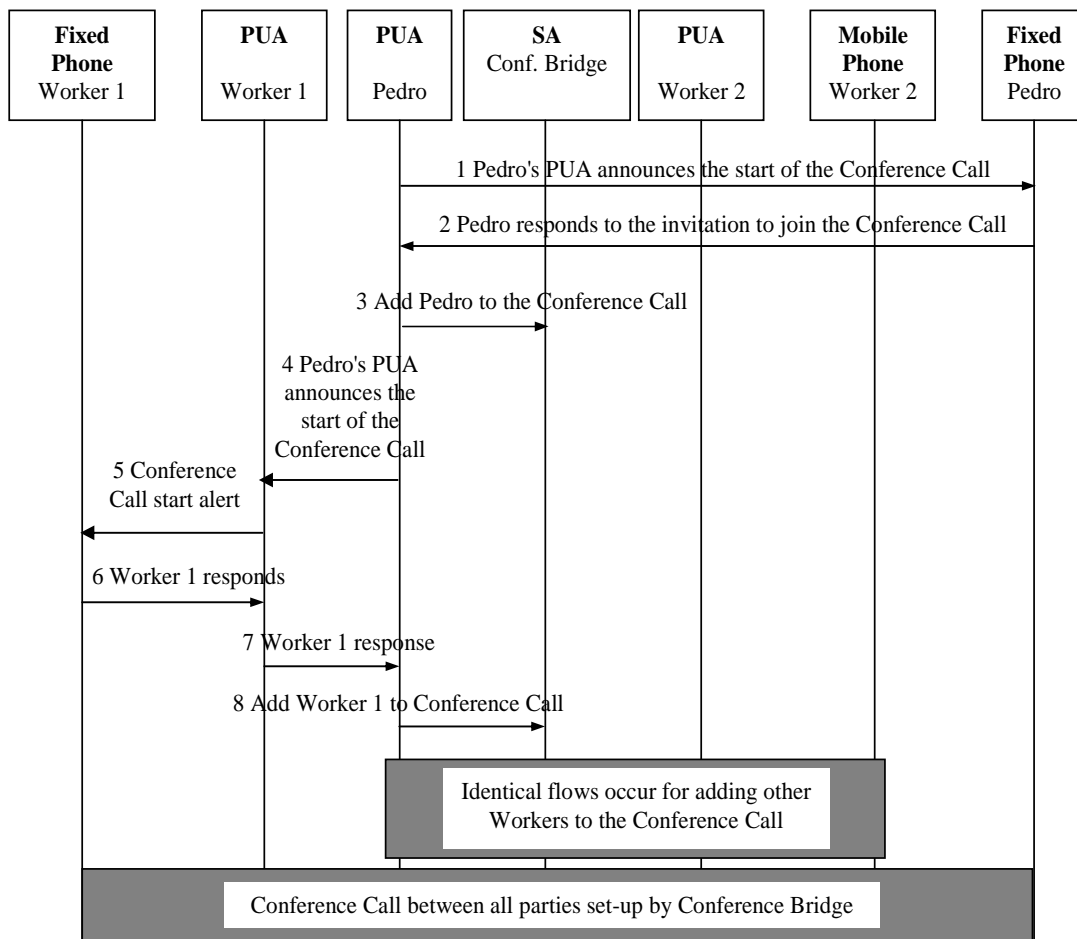 Fixed
Phone
Worker 1
PUA
Worker 1
PUA
Pedro
SA
Conf. Bridge
PUA
Worker 2
Mobile
Phone
Worker 2
Fixed
Phone
Pedro
1 Pedro's PUA announces the start of the Conference Call
2 Pedro responds to the invitation to join the Conference Call
3 Add Pedro to the Conference Call
4 Pedro's PUA
announces the
start of the
Conference Call
5 Conference
Call start alert
6 Worker 1 responds
7 Worker 1 response
8 Add Worker 1 to Conference Call
Identical flows occur for adding other
Workers to the Conference Call
Conference Call between all parties set-up by Conference Bridge